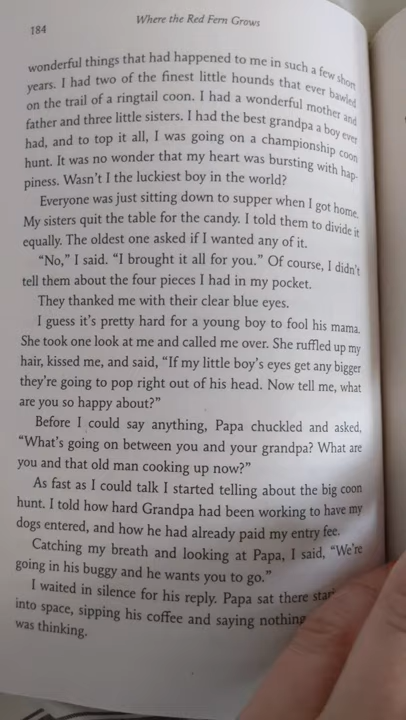 184
Where the Red Fern Grows
wonderful things that had happened to me in such a few short
years. I had two of the finest little hounds that ever bawled
on the trail of a ringtail coon. I had a wonderful mother and
father and three little sisters. I had the best grandpa a boy ever
had, and to top it all, I was going on a championship coon
hunt. It was no wonder that my heart was bursting with hap-
piness. Wasn't I the luckiest boy in the world?
Everyone was just sitting down to supper when I got home.
My sisters quit the table for the candy. I told them to divide it
equally. The oldest one asked if I wanted any of it.
"No," I said. "I brought it all for you." Of course, I didn't
tell them about the four pieces I had in my pocket.
They thanked me with their clear blue eyes.
I guess it's pretty hard for a young boy to fool his mama.
She took one look at me and called me over. She ruffled up my
hair, kissed me, and said, "If my little boy's eyes get any bigger
they're going to pop right out of his head. Now tell me, what
are you so happy about?"
Before I could say anything, Papa chuckled and asked,
"What's going on between you and your grandpa? What are
you and that old man cooking up now?"
As fast as I could talk I started telling about the big coon
hunt. I told how hard Grandpa had been working to have my
dogs entered, and how he had already paid my entry fee.
Catching my breath and looking at Papa, I said, "We're
going in his buggy and he wants you to go."
I waited in silence for his reply. Papa sat there
into space, sipping his coffee and saying nothing
was thinking.